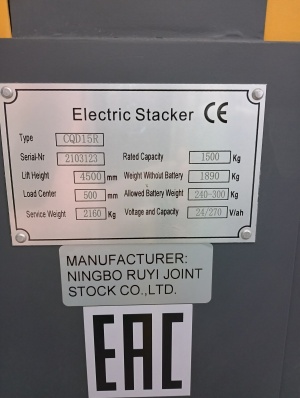 Electric Stacker CE
Type CQD15R
Serial-Nr 2103123 Rated Capacity 1500 Kg
Lift Height 4500 mm Weight Without Battery 1890 Kg
Load Center 500 mm Allowed Battery Weight 240-300 Kg
Service Weight 2160 Kg Voltage and Capacity 24/270 V/ah
MANUFACTURER:
NINGBO RUYI JOINT
STOCK CO.,LTD.
EAC